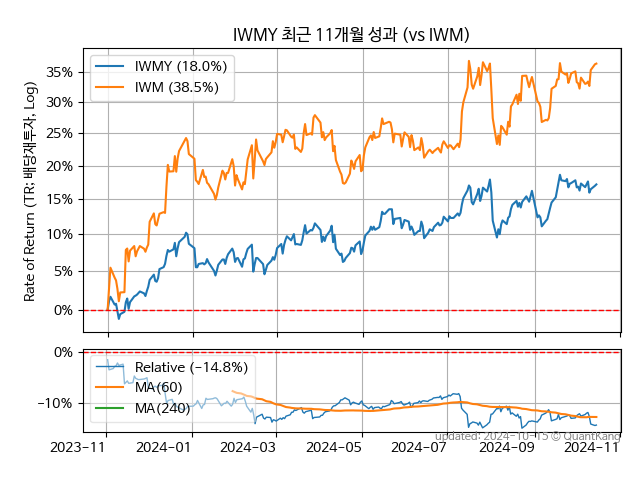 IWMY 최근 11개월 성과 (vs IWM)
Rate of Return (TR: 배당재투자, Log)
IWMY (18.0%)
IWM (38.5%)
35%
30%
25%
20%
15%
10%
5%
0%
0%
−10%
Relative (−14.8%)
MA(60)
MA(240)
2023−11
2024−01
2024−03
2024−05
2024−07
2024−09
2024−11
updated: 2024−10−15 © QuantKang